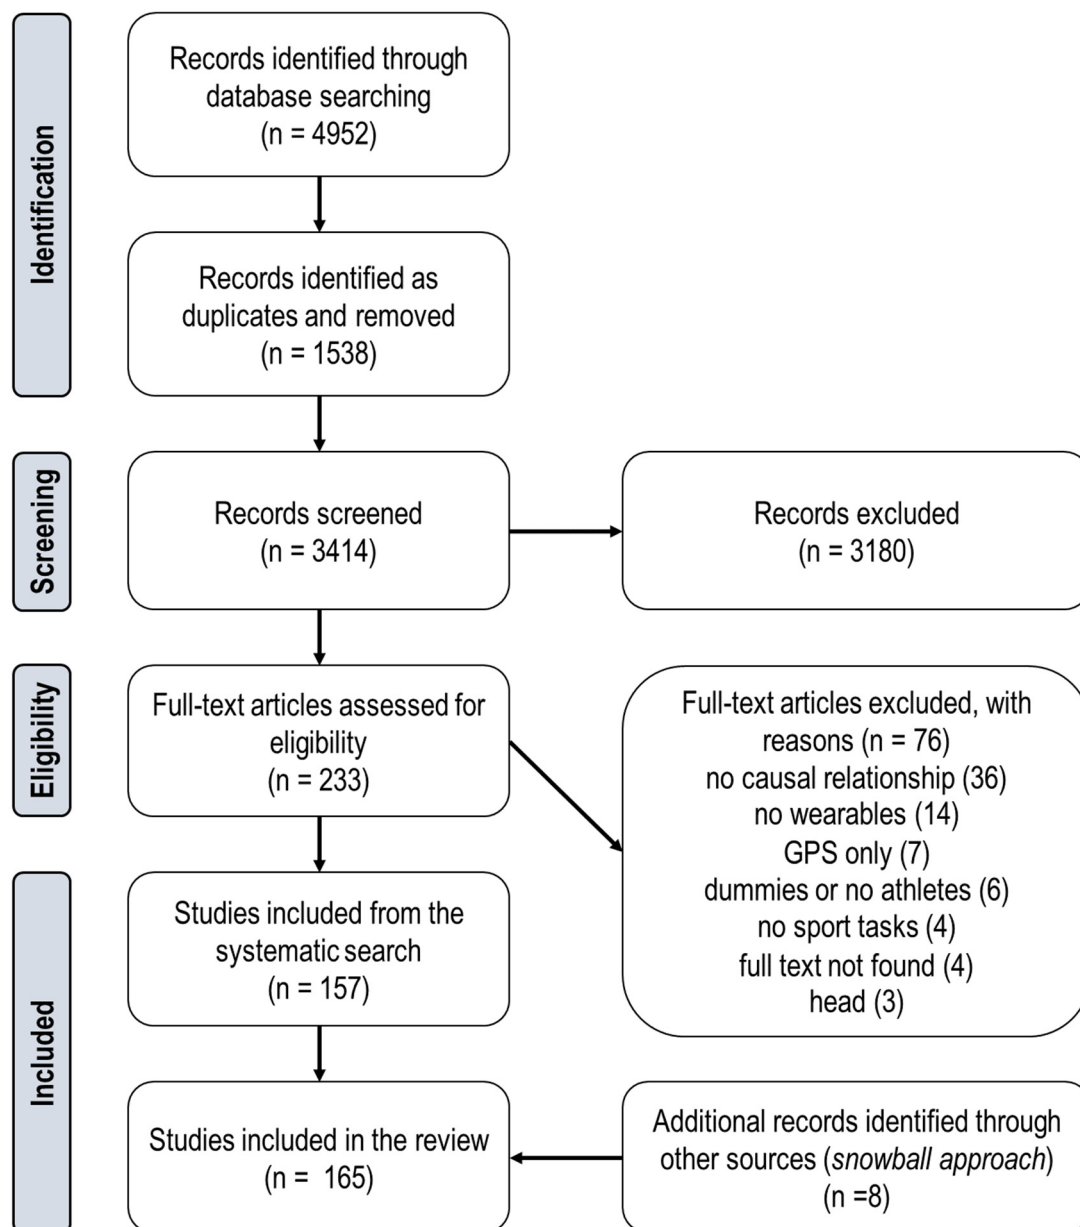 Identification
Records identified through
database searching
(n = 4952)
Records identified as
duplicates and removed
(n = 1538)
Screening
Records screened
(n = 3414)
Records excluded
(n = 3180)
Eligibility
Full-text articles assessed for
eligibility
(n = 233)
Full-text articles excluded, with
reasons (n = 76)
no causal relationship (36)
no wearables (14)
GPS only (7)
dummies or no athletes (6)
no sport tasks (4)
full text not found (4)
head (3)
Included
Studies included from the
systematic search
(n = 157)
Studies included in the review
(n =  165)
Additional records identified through
other sources (snowball approach)
(n =8)